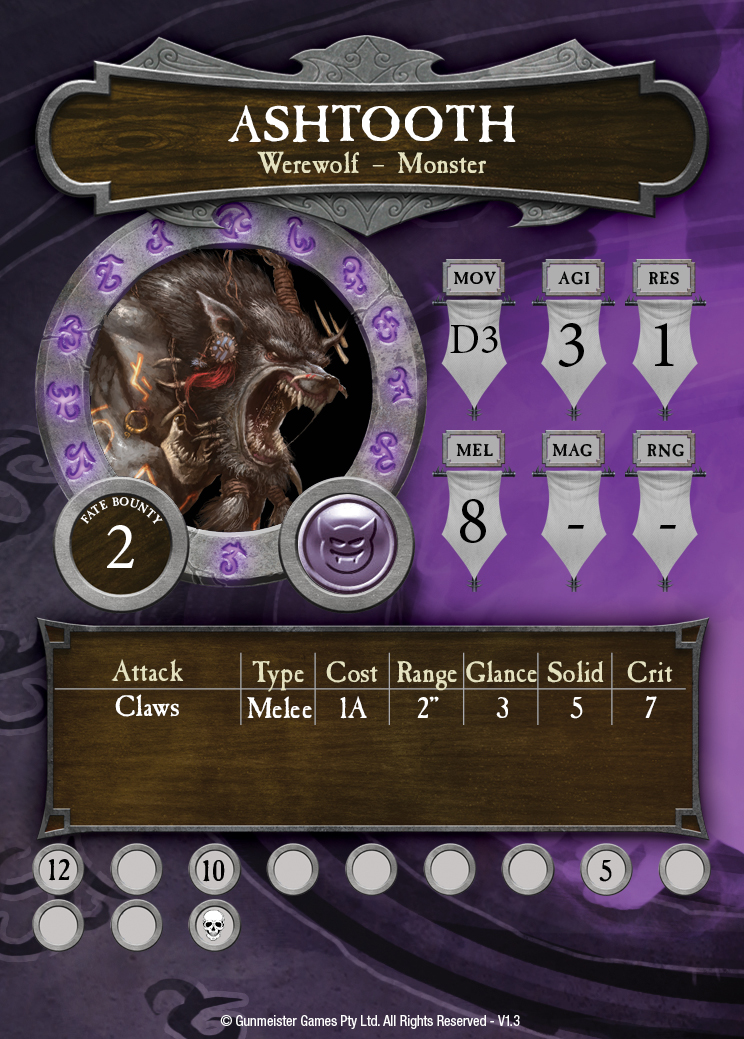 ASHTOOTH
Werewolf – Monster
MOV AGI RES
D3 3 1
MEL MAG RNG
8 - -
FATE BOUNTY
2
Attack Type Cost Range Glance Solid Crit
Claws Melee 1A 2” 3 5 7
12 10 5
© Gunmeister Games Pty Ltd. All Rights Reserved - V1.3